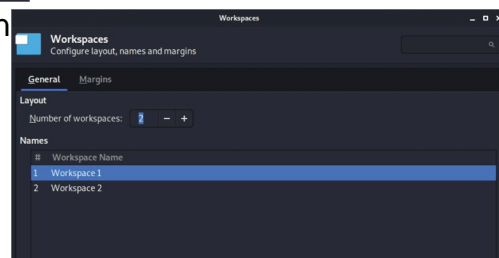 Workspaces
n
Workspaces
Configure layout, names and margins
General Margins
Layout
Number of workspaces: 2 - +
Names
# Workspace Name
1 Workspace 1
2 Workspace 2